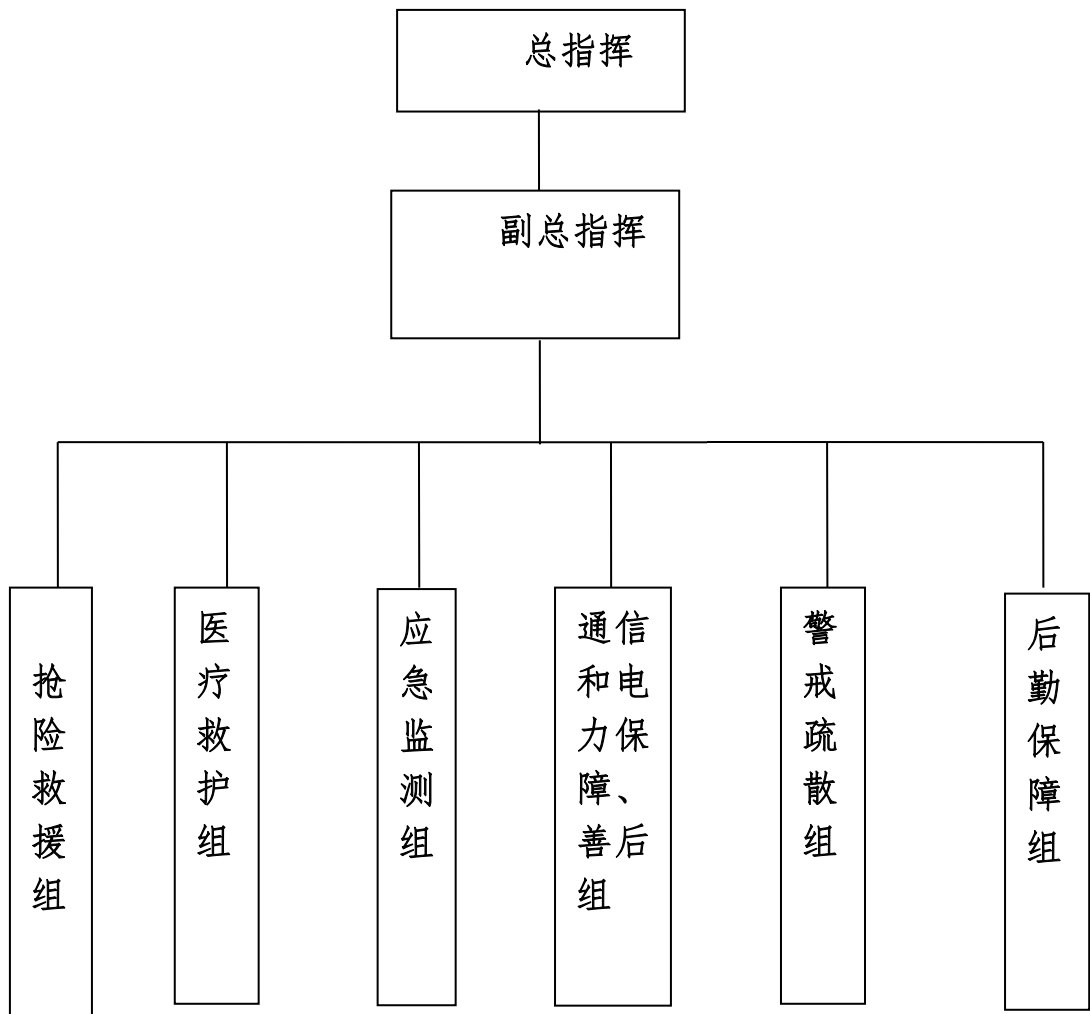 总指挥
副总指挥
抢险救援组
医疗救护组
应急监测组
通信
和电
力保
障、
善后
组
警戒疏散组
后勤保障组